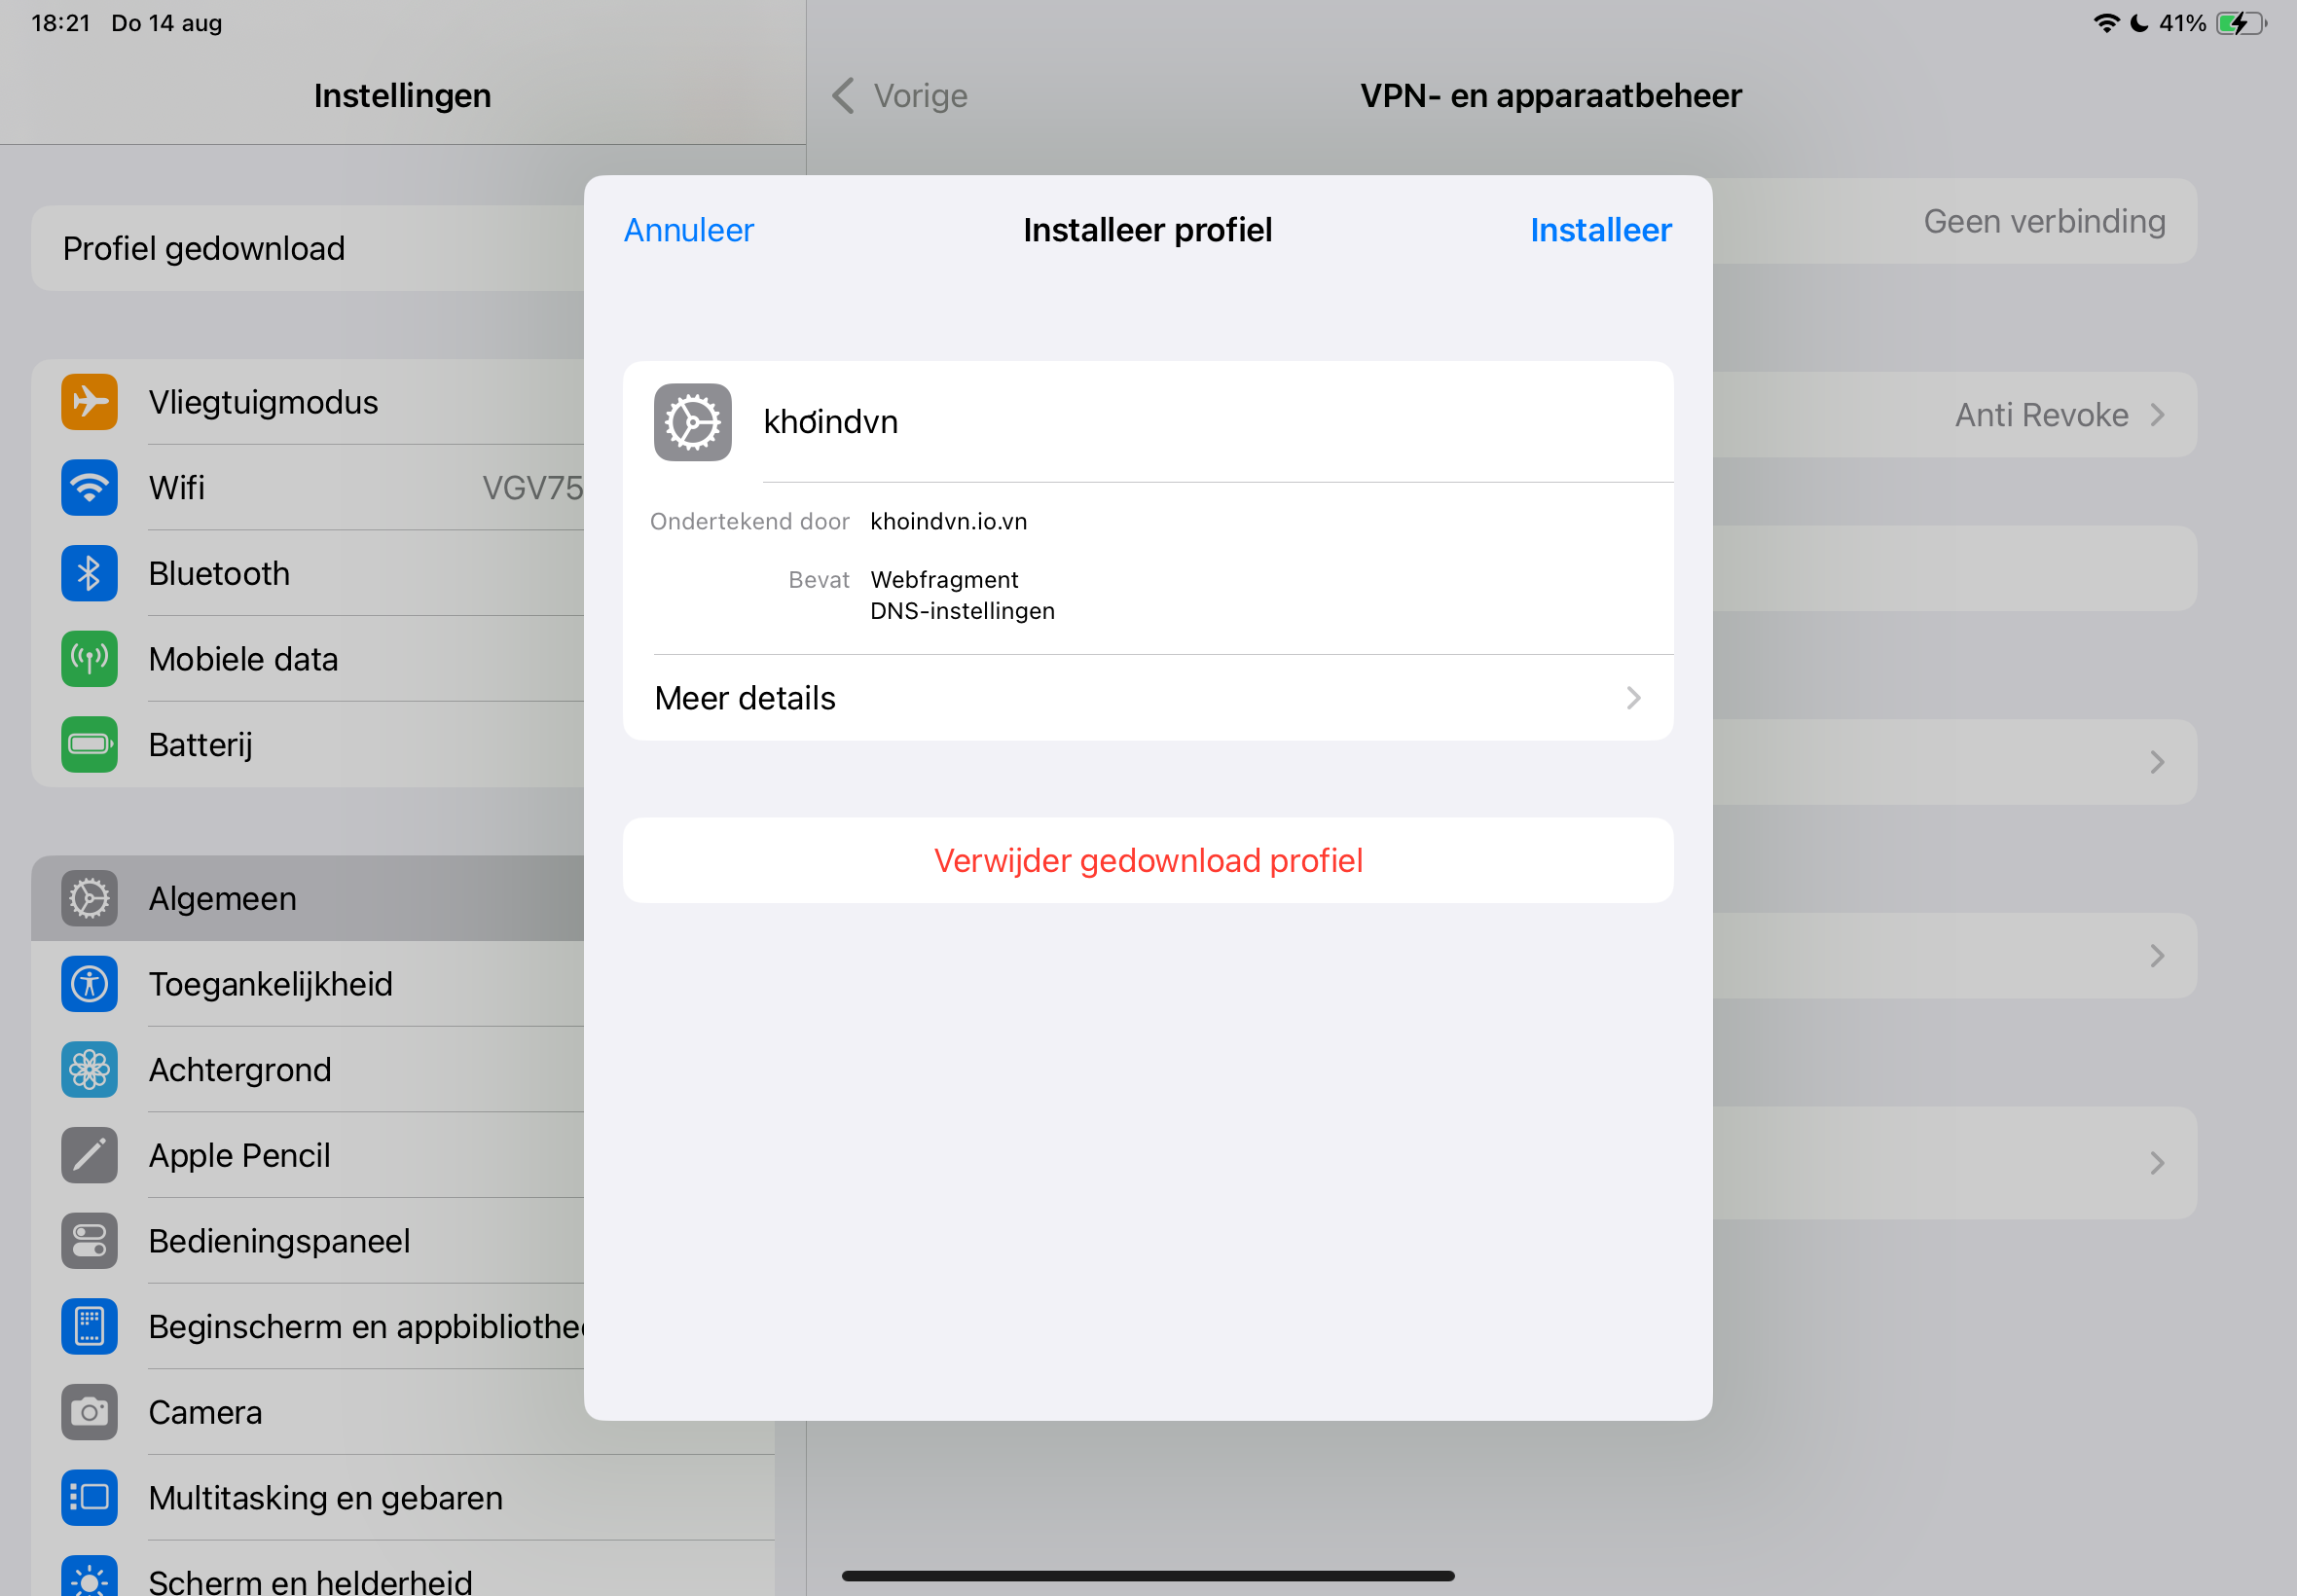 18:21 Do 14 aug
41%
Instellingen
Profiel gedownload
Vliegtuigmodus
Wifi VGV75
Bluetooth
Mobiele data
Batterij
Algemeen
Toegankelijkheid
Achtergrond
Apple Pencil
Bedieningspaneel
Beginscherm en appbibliothe
Camera
Multitasking en gebaren
Scherm en helderheid
Vorige
VPN- en apparaatbeheer
Geen verbinding
Anti Revoke
Annuleer
Installeer profiel
Installeer
khơindvn
Ondertekend door khoindvn.io.vn
Bevat Webfragment
DNS-instellingen
Meer details
Verwijder gedownload profiel